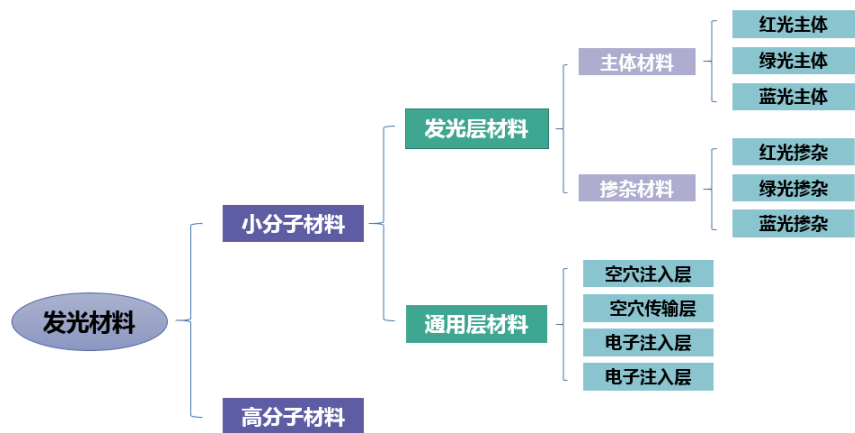 发光材料
小分子材料
发光层材料
主体材料
红光主体
绿光主体
蓝光主体
掺杂材料
红光掺杂
绿光掺杂
蓝光掺杂
通用层材料
空穴注入层
空穴传输层
电子注入层
电子注入层
高分子材料